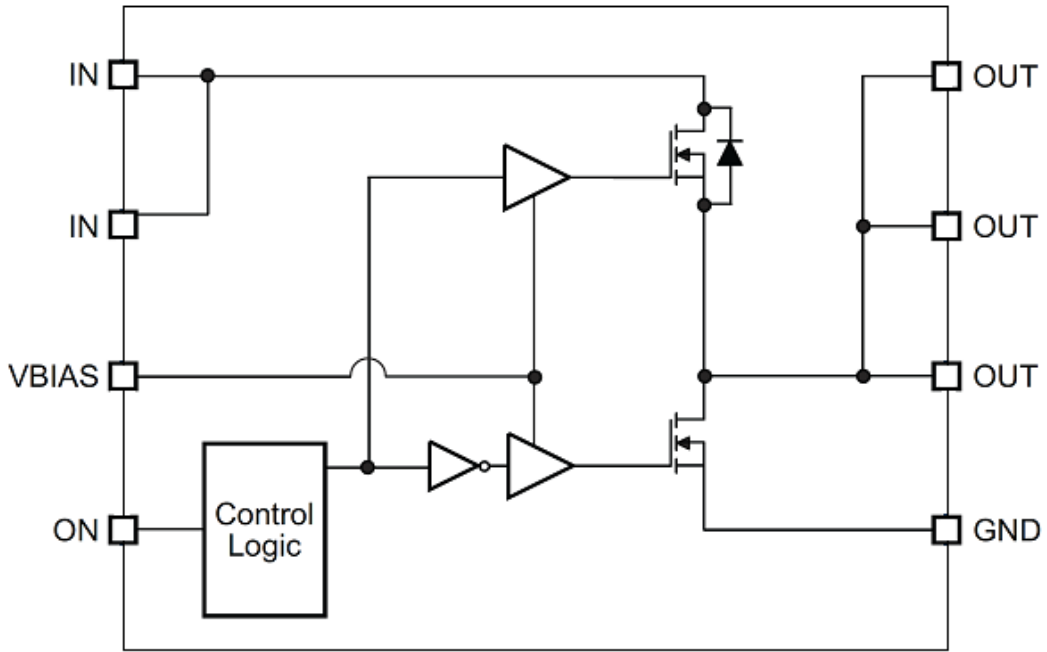 IN
OUT
IN
OUT
VBIAS
OUT
Control
Logic
ON
GND